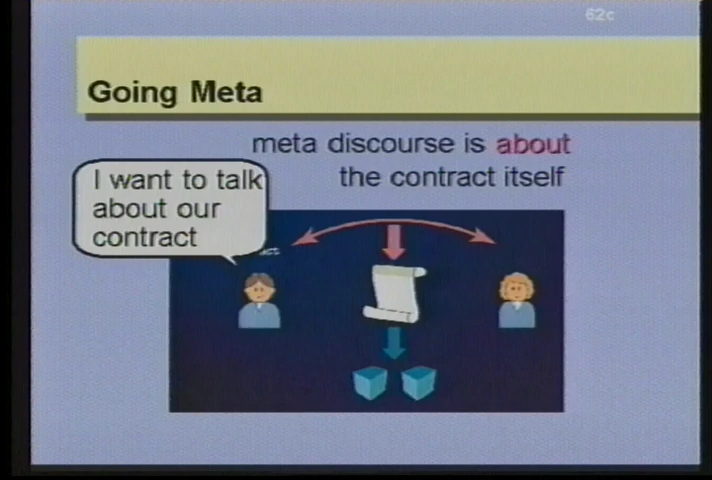 62c
Going Meta
meta discourse is about
the contract itself
I want to talk
about our
contract